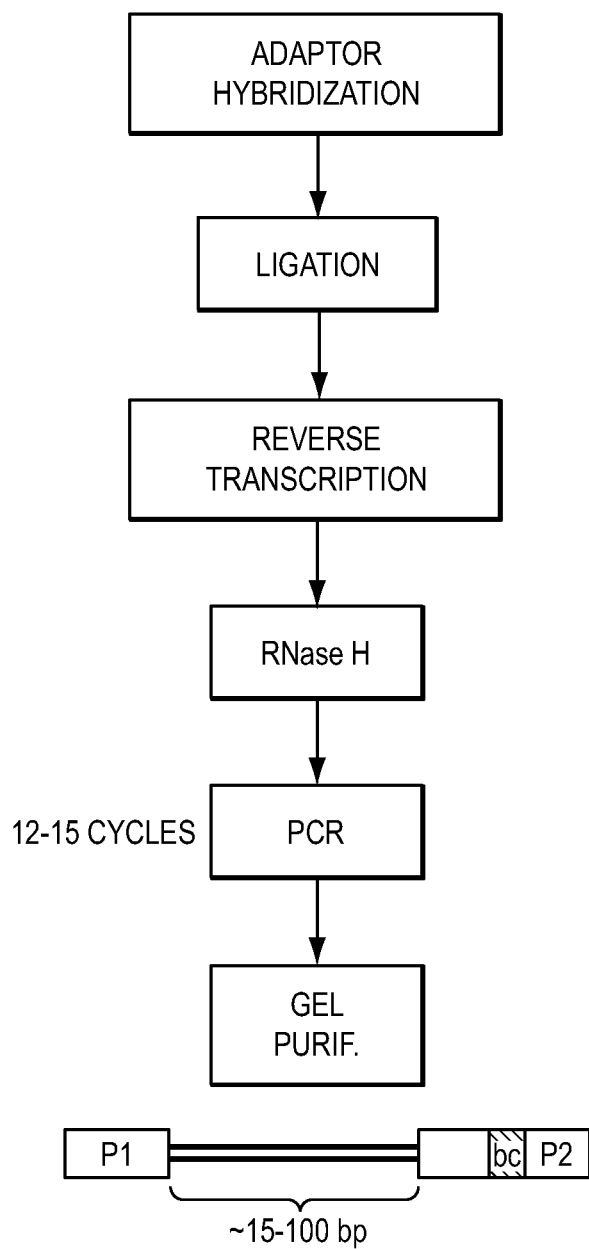 ADAPTOR
HYBRIDIZATION
LIGATION
REVERSE
TRANSCRIPTION
RNase H
12-15 CYCLES
PCR
GEL
PURIF.
P1
bc
P2
~15-100 bp